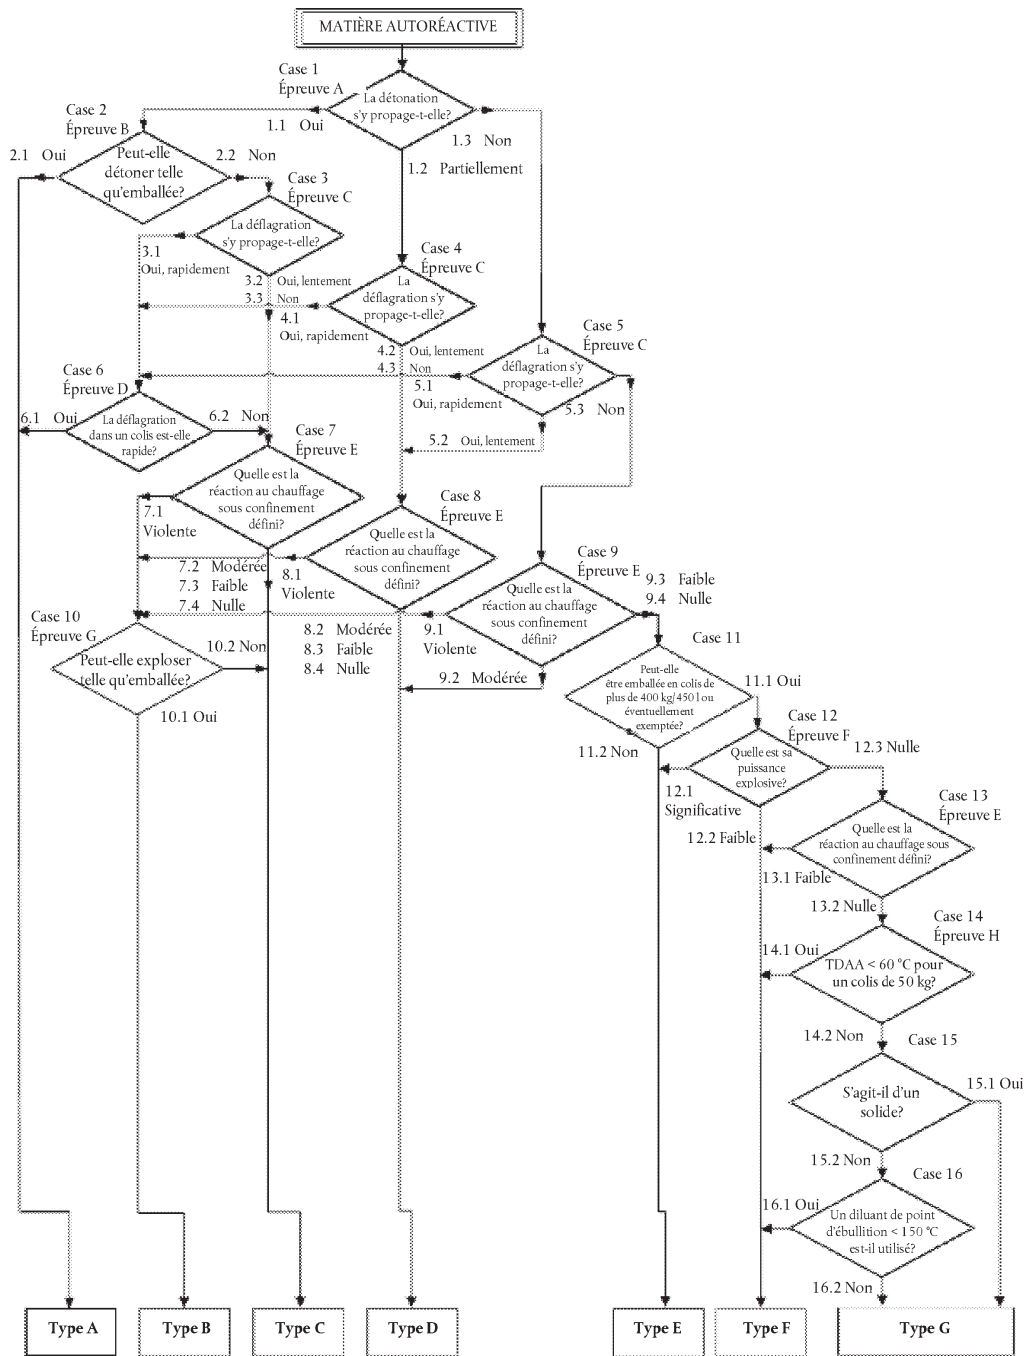 MATIÈRE AUTORÉACTIVE
Case 1
Épreuve A
La détonation
s'y propage-t-elle?
1.1 Oui
1.2 Partiellement
1.3 Non
Case 2
Épreuve B
Peut-elle
détoner telle
qu'emballée?
2.1 Oui
2.2 Non
Case 3
Épreuve C
La déflagration
s'y propage-t-elle?
3.1
Oui, rapidement
3.2 Oui, lentement
3.3 Non
Case 4
Épreuve C
La
déflagration s'y
propage-t-elle?
4.1
Oui, rapidement
4.2 Oui, lentement
4.3 Non
Case 5
Épreuve C
La
déflagration s'y
propage-t-elle?
5.1
Oui, rapidement
5.2 Oui, lentement
5.3 Non
Case 6
Épreuve D
La déflagration
dans un colis est-elle
rapide?
6.1 Oui
6.2 Non
Case 7
Épreuve E
Quelle est la
réaction au chauffage
sous confinement
défini?
7.1
Violente
7.2 Modérée
7.3 Faible
7.4 Nulle
Case 8
Épreuve E
Quelle est la
réaction au chauffage
sous confinement
défini?
8.1
Violente
8.2 Modérée
8.3 Faible
8.4 Nulle
Case 9
Épreuve E
Quelle est la
réaction au chauffage
sous confinement
défini?
9.1
Violente
9.2 Modérée
9.3 Faible
9.4 Nulle
Case 10
Épreuve G
Peut-elle exploser
telle qu'emballée?
10.1 Oui
10.2 Non
Case 11
Peut-elle
être emballée en colis de
plus de 400 kg/450 l ou
éventuellement
exemptée?
11.1 Oui
11.2 Non
Case 12
Épreuve F
Quelle est sa
puissance
explosive?
12.1
Significative
12.2 Faible
12.3 Nulle
Case 13
Épreuve E
Quelle est la
réaction au chauffage sous
confinement défini?
13.1 Faible
13.2 Nulle
Case 14
Épreuve H
TDAA < 60 °C pour
un colis de 50 kg?
14.1 Oui
14.2 Non
Case 15
S'agit-il d'un
solide?
15.1 Oui
15.2 Non
Case 16
Un diluant de point
d'ébullition < 150 °C
est-il utilisé?
16.1 Oui
16.2 Non
Type A
Type B
Type C
Type D
Type E
Type F
Type G